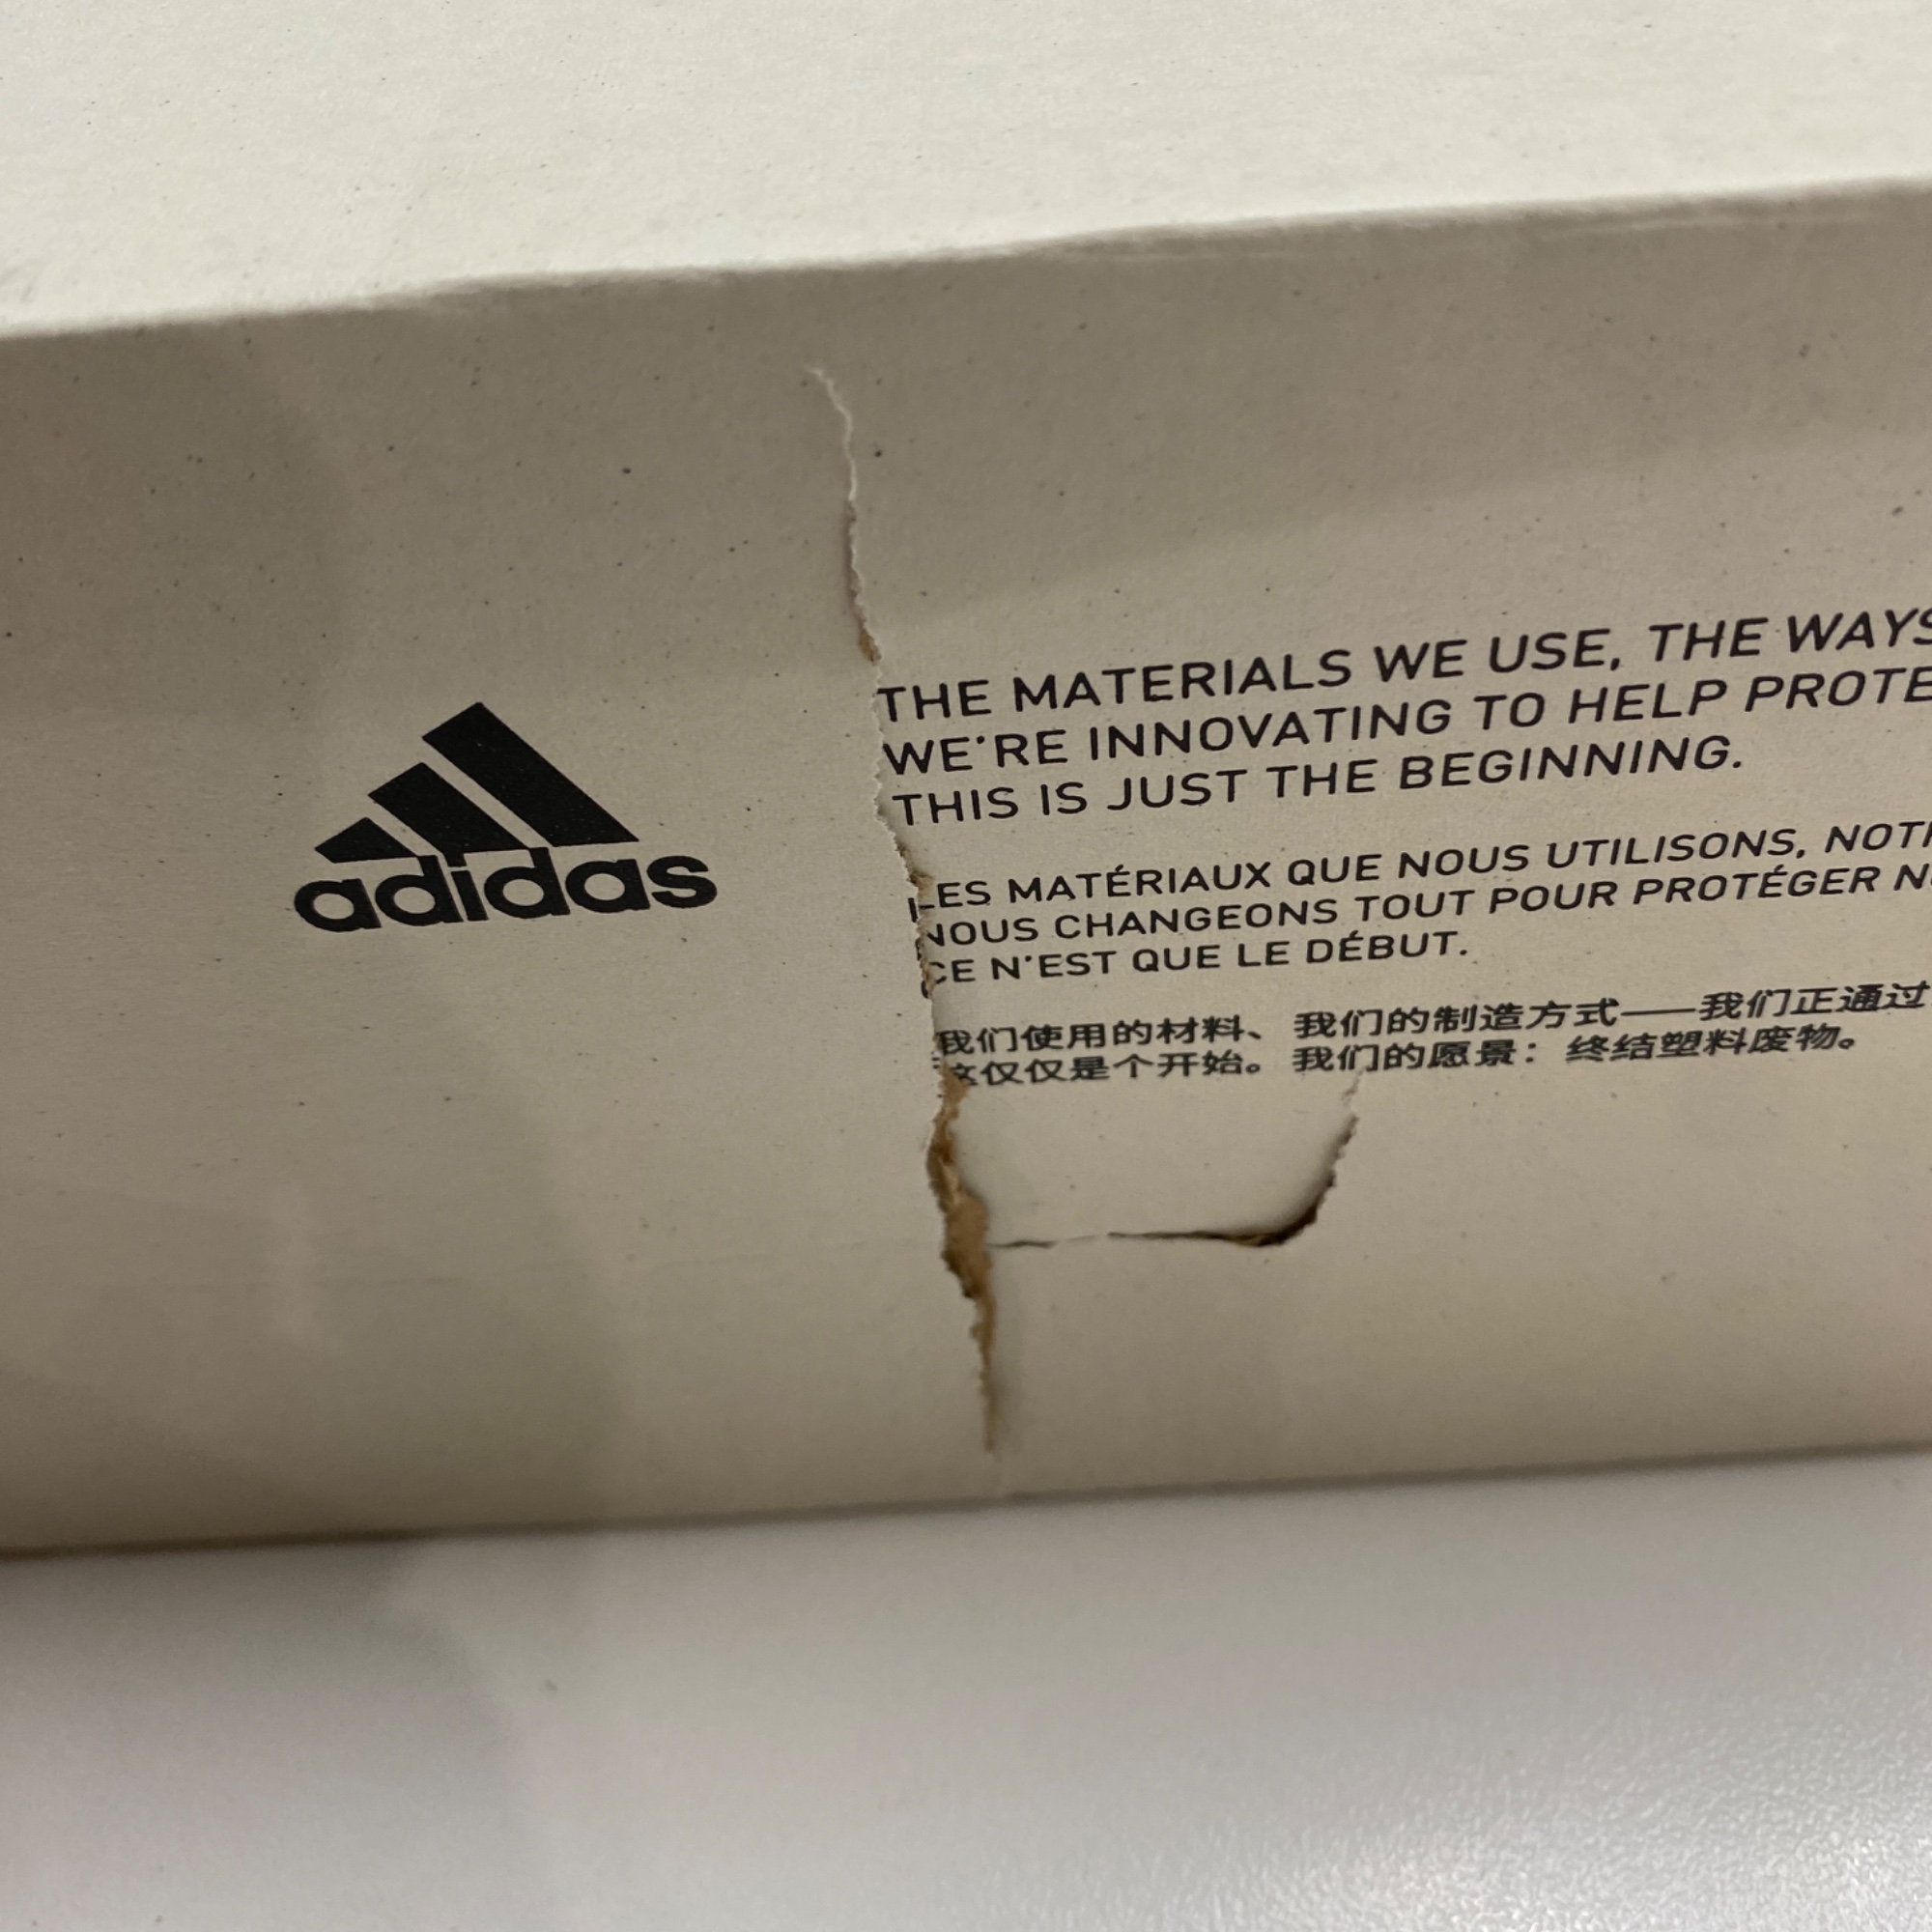 adidas
THE MATERIALS WE USE, THE WAYS
WE'RE INNOVATING TO HELP
THIS IS JUST THE BEGINNING.
LES MATÉRIAUX QUE NOUS UTILISONS,
NOUS CHANGEONS TOUT POUR PROTÉGER
CE N'EST QUE LE DÉBUT.
我们使用的材料、我们的制造方式——我们正通过
这仅仅是个开始。我们的愿景：终结塑料废物。